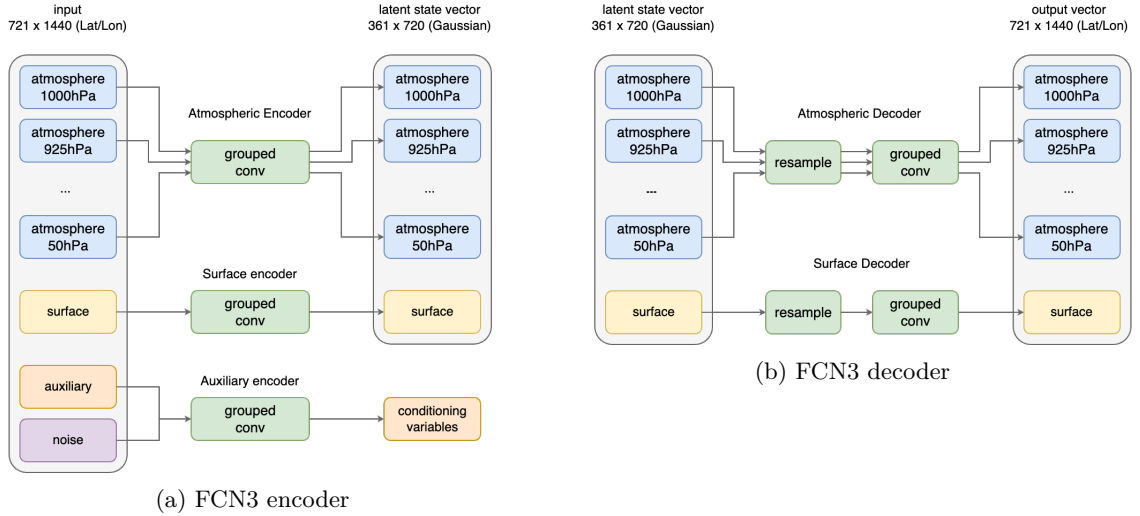 input
721 x 1440 (Lat/Lon)
latent state vector
361 x 720 (Gaussian)
atmosphere
1000hPa
atmosphere
925hPa
...
atmosphere
50hPa
surface
auxiliary
noise
Atmospheric Encoder
grouped
conv
Surface encoder
grouped
conv
Auxiliary encoder
grouped
conv
atmosphere
1000hPa
atmosphere
925hPa
...
atmosphere
50hPa
surface
conditioning
variables
(a) FCN3 encoder
latent state vector
361 x 720 (Gaussian)
output vector
721 x 1440 (Lat/Lon)
atmosphere
1000hPa
atmosphere
925hPa
...
atmosphere
50hPa
surface
Atmospheric Decoder
resample
grouped
conv
Surface Decoder
resample
grouped
conv
atmosphere
1000hPa
atmosphere
925hPa
...
atmosphere
50hPa
surface
(b) FCN3 decoder